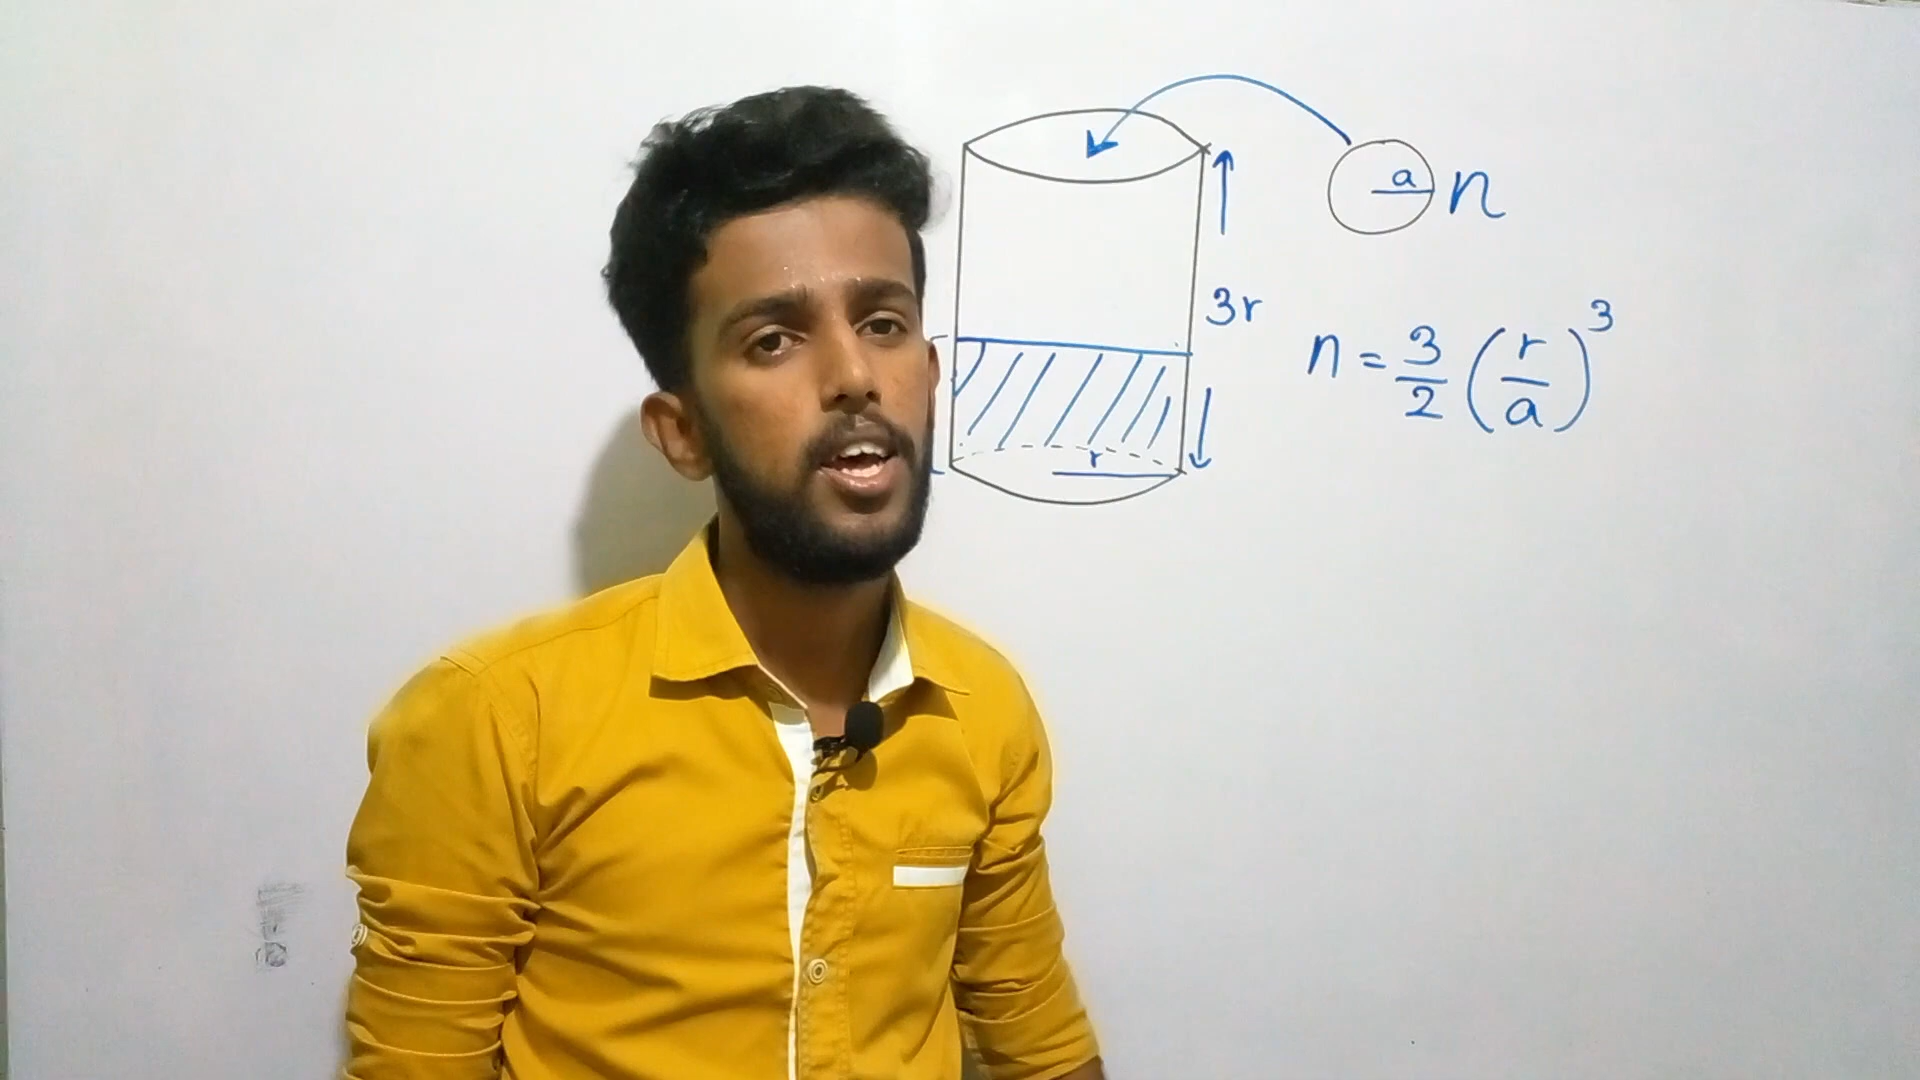 a n
3r
n = 3/2 (r/a)^3
r